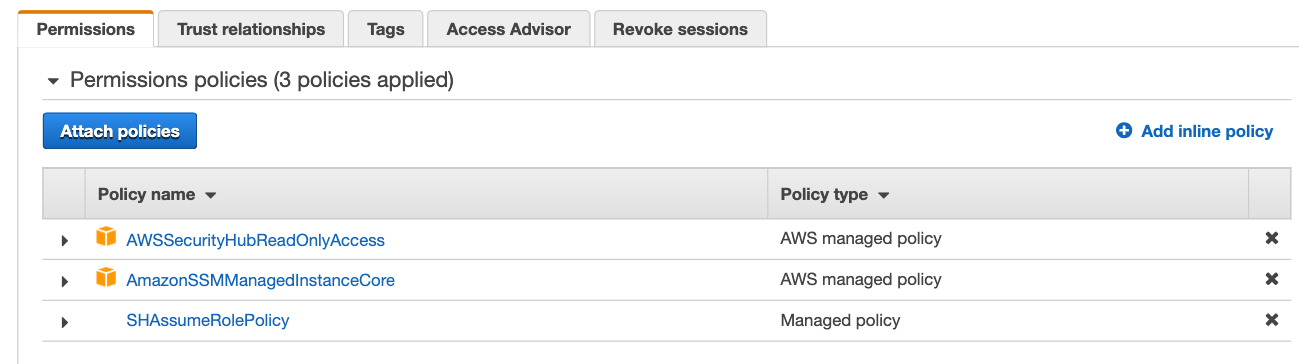 Permissions Trust relationships Tags Access Advisor Revoke sessions
Permissions policies (3 policies applied)
Attach policies Add inline policy
Policy name Policy type
AWSSecurityHubReadOnlyAccess AWS managed policy
AmazonSSMManagedInstanceCore AWS managed policy
SHAssumeRolePolicy Managed policy